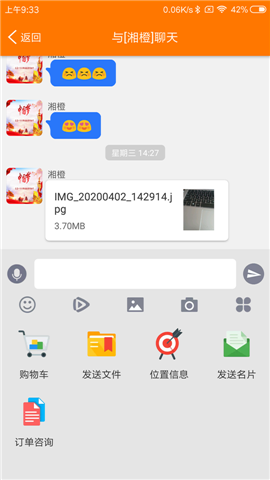 上午9:33
0.06K/s
返回
与[湘橙]聊天
湘橙
星期三 14:27
湘橙
IMG_20200402_142914.j
pg
3.70MB
购物车
发送文件
位置信息
发送名片
订单咨询